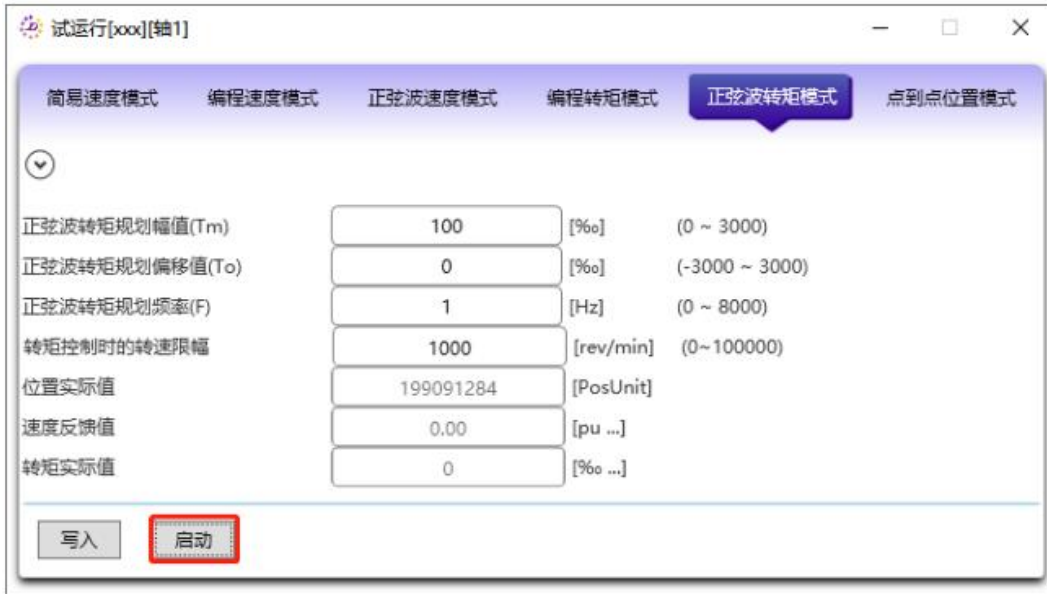 试运行[xxx][轴1]
简易速度模式 编程速度模式 正弦波速度模式 编程转矩模式 正弦波转矩模式 点到点位置模式
正弦波转矩规划幅值(Tm) 100 [‰] (0 ~ 3000)
正弦波转矩规划偏移值(To) 0 [‰] (-3000 ~ 3000)
正弦波转矩规划频率(F) 1 [Hz] (0 ~ 8000)
转矩控制时的转速限幅 1000 [rev/min] (0~100000)
位置实际值 199091284 [PosUnit]
速度反馈值 0.00 [pu ...]
转矩实际值 0 [‰ ...]
写入 启动